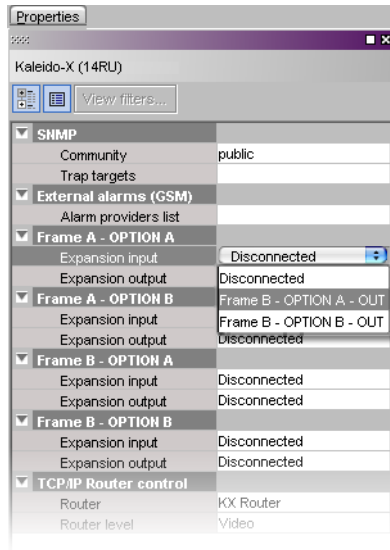 Properties
Kaleido-X (14RU)
View filters...
SNMP
Community public
Trap targets
External alarms (GSM)
Alarm providers list
Frame A - OPTION A
Expansion input Disconnected
Expansion output Disconnected
Frame A - OPTION B Frame B - OPTION A - OUT
Expansion input Frame B - OPTION B - OUT
Expansion output Disconnected
Frame B - OPTION A
Expansion input Disconnected
Expansion output Disconnected
Frame B - OPTION B
Expansion input Disconnected
Expansion output Disconnected
TCP/IP Router control
Router KX Router
Router level Video